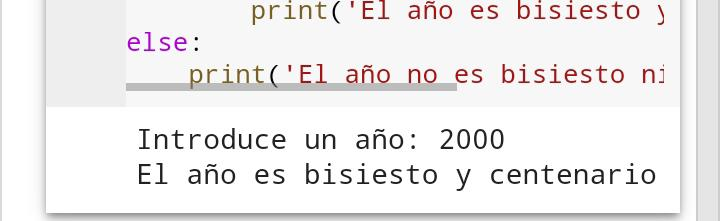 print('El año es bisiesto y
else:
print('El año no es bisiesto ni
Introduce un año: 2000
El año es bisiesto y centenario